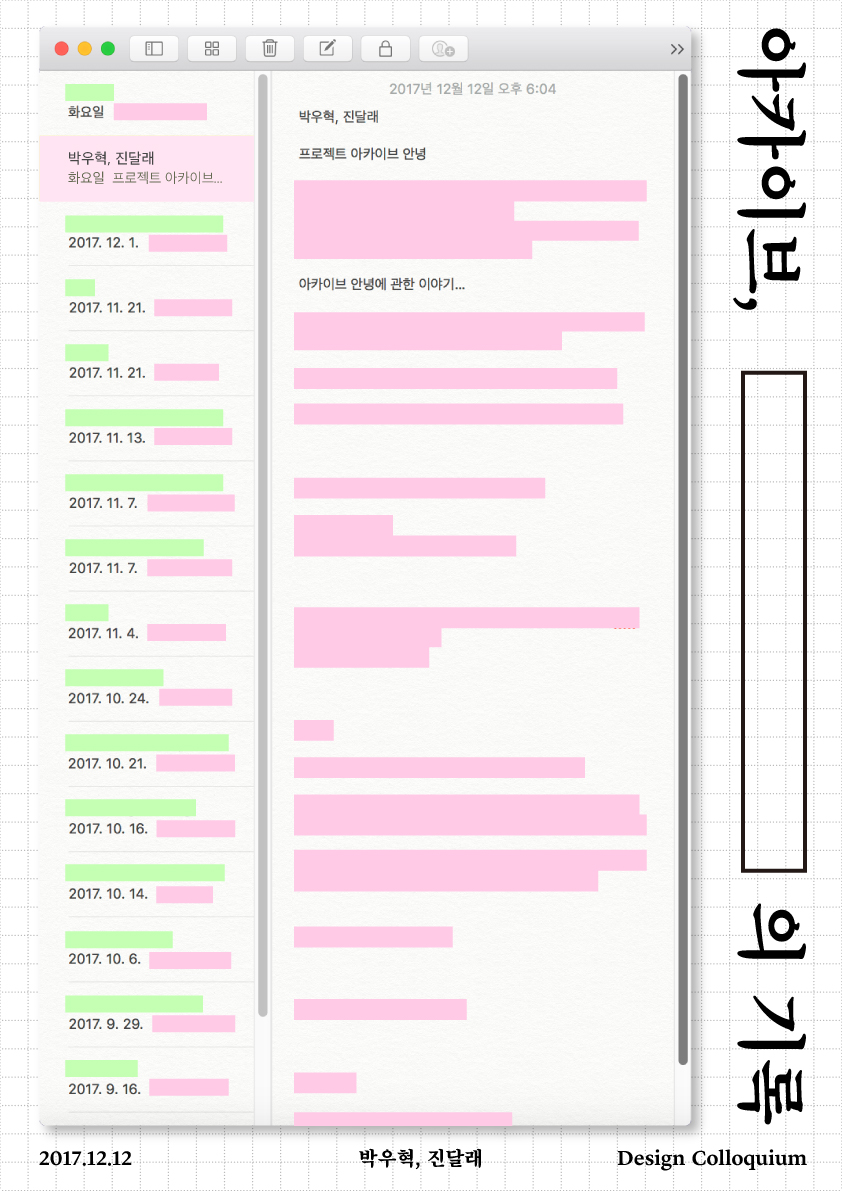 화요일
박우혁, 진달래
화요일 프로젝트 아카이브...
2017. 12. 1.
2017. 11. 21.
2017. 11. 21.
2017. 11. 13.
2017. 11. 7.
2017. 11. 7.
2017. 11. 4.
2017. 10. 24.
2017. 10. 21.
2017. 10. 16.
2017. 10. 14.
2017. 10. 6.
2017. 9. 29.
2017. 9. 16.
2017년 12월 12일 오후 6:04
박우혁, 진달래
프로젝트 아카이브 안녕
아카이브 안녕에 관한 이야기...
아카이브, 의 기록
2017.12.12
박우혁, 진달래
Design Colloquium